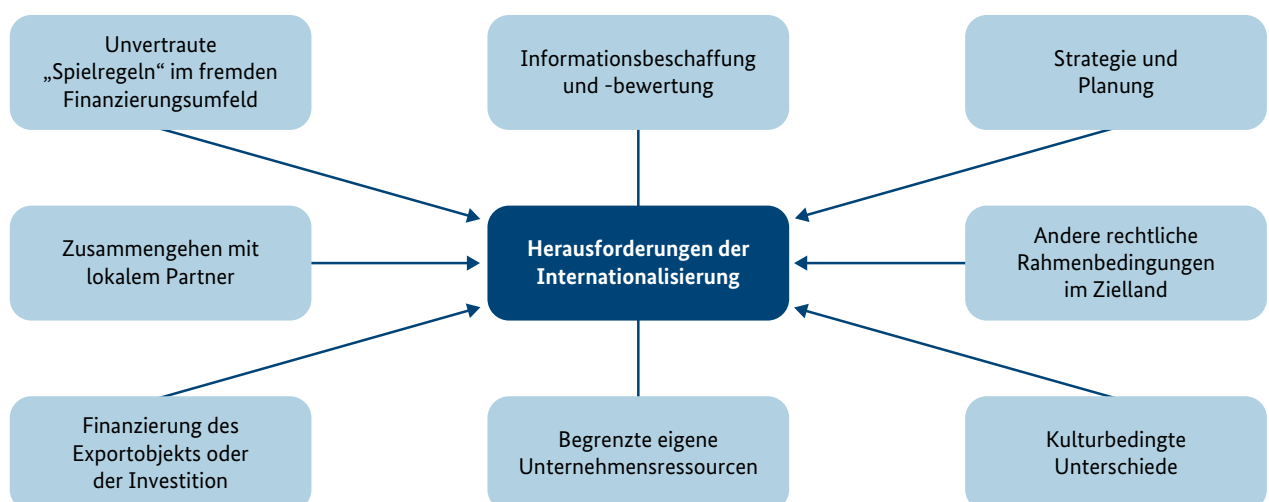 Unvertraute
„Spielregeln“ im fremden
Finanzierungsumfeld
Informationsbeschaffung
und -bewertung
Strategie und
Planung
Zusammengehen mit
lokalem Partner
Herausforderungen der
Internationalisierung
Andere rechtliche
Rahmenbedingungen
im Zielland
Finanzierung des
Exportobjekts oder
der Investition
Begrenzte eigene
Unternehmensressourcen
Kulturbedingte
Unterschiede